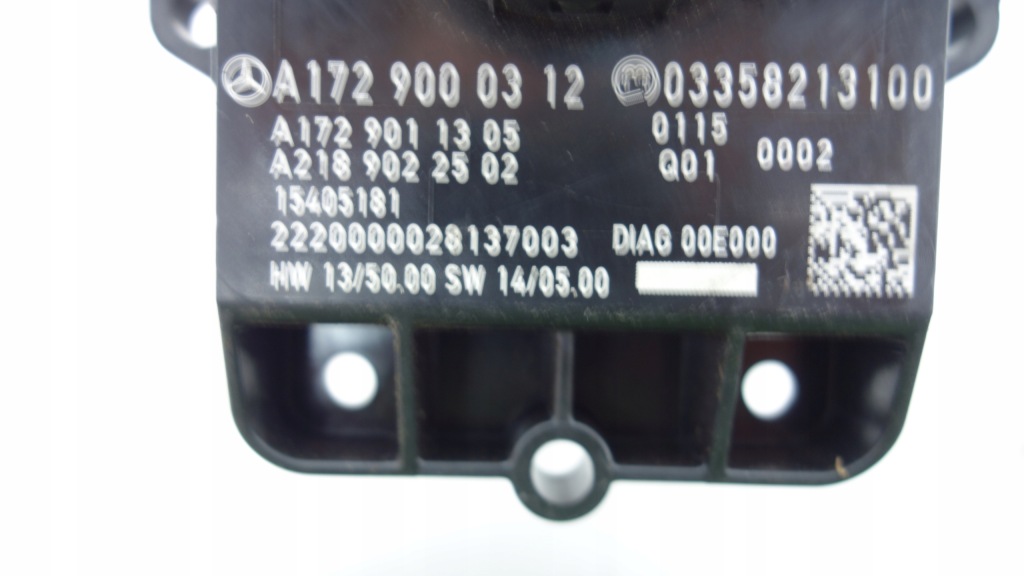 A172 900 03 12 03358213100
A172 901 13 05 0115
A218 902 25 02 Q01 0002
15405181
2220000028137003 DIAG 00E000
HW 13/50.00 SW 14/05.00